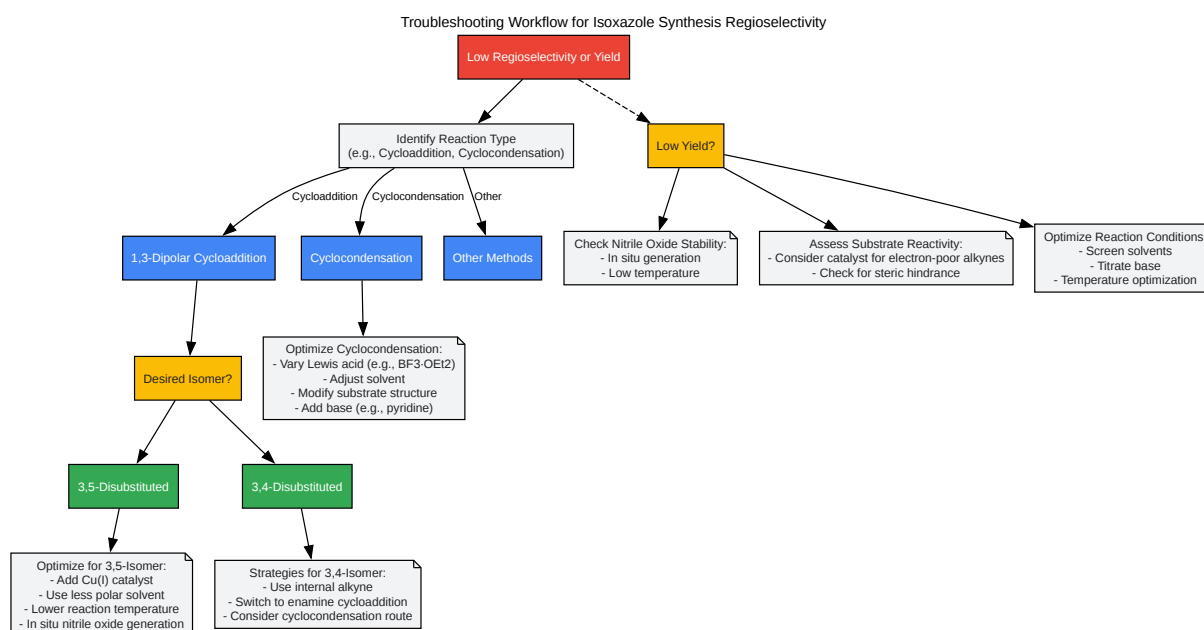 Troubleshooting Workflow for Isoxazole Synthesis Regioselectivity
Low Regioselectivity or Yield
Identify Reaction Type
(e.g., Cycloaddition, Cyclocondensation)
Low Yield?
Cycloaddition
Cyclocondensation
Other
1,3-Dipolar Cycloaddition
Cyclocondensation
Other Methods
Check Nitrile Oxide Stability:
- In situ generation
- Low temperature
Assess Substrate Reactivity:
- Consider catalyst for electron-poor alkynes
- Check for steric hindrance
Optimize Reaction Conditions
- Screen solvents
- Titrate base
- Temperature optimization
Desired Isomer?
Optimize Cyclocondensation:
- Vary Lewis acid (e.g., BF3·OEt2)
- Adjust solvent
- Modify substrate structure
- Add base (e.g., pyridine)
3,5-Disubstituted
3,4-Disubstituted
Optimize for 3,5-Isomer:
- Add Cu(I) catalyst
- Use less polar solvent
- Lower reaction temperature
- In situ nitrile oxide generation
Strategies for 3,4-Isomer:
- Use internal alkyne
- Switch to enamine cycloaddition
- Consider cyclocondensation route